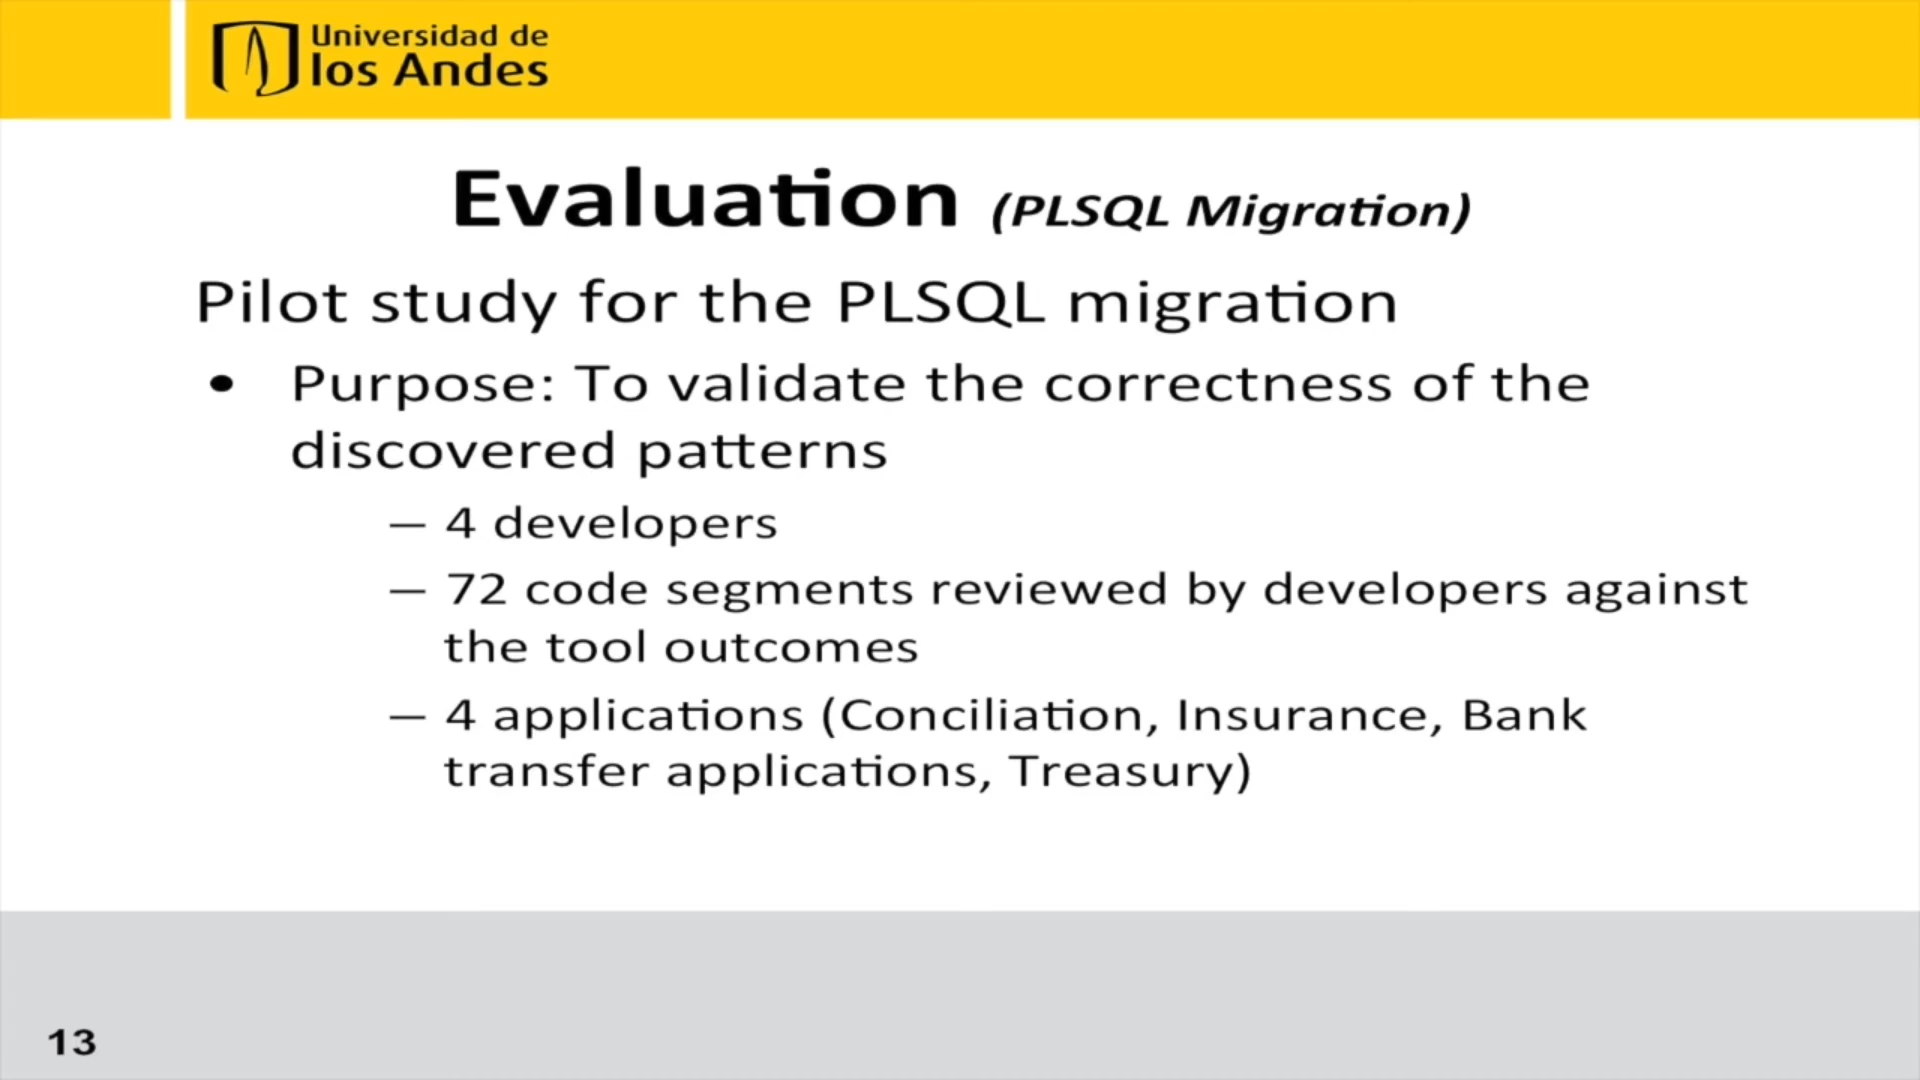 Universidad de
los Andes
Evaluation (PLSQL Migration)
Pilot study for the PLSQL migration
• Purpose: To validate the correctness of the
discovered patterns
– 4 developers
– 72 code segments reviewed by developers against
the tool outcomes
– 4 applications (Conciliation, Insurance, Bank
transfer applications, Treasury)
13